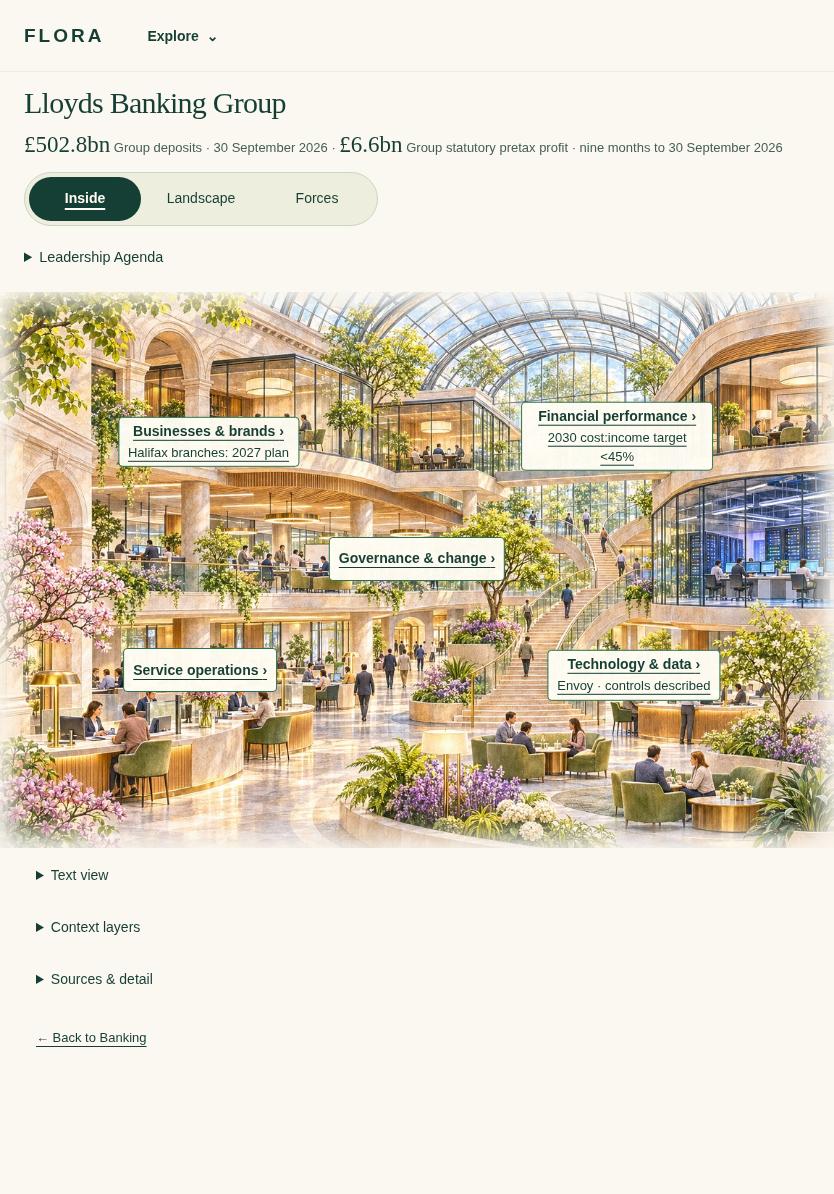 FLORA
Explore ⌄
Lloyds Banking Group
£502.8bn Group deposits · 30 September 2026 · £6.6bn Group statutory pretax profit · nine months to 30 September 2026
Inside
Landscape
Forces
▶ Leadership Agenda
Businesses & brands ›
Halifax branches: 2027 plan
Financial performance ›
2030 cost:income target
<45%
Governance & change ›
Service operations ›
Technology & data ›
Envoy · controls described
▶ Text view
▶ Context layers
▶ Sources & detail
← Back to Banking